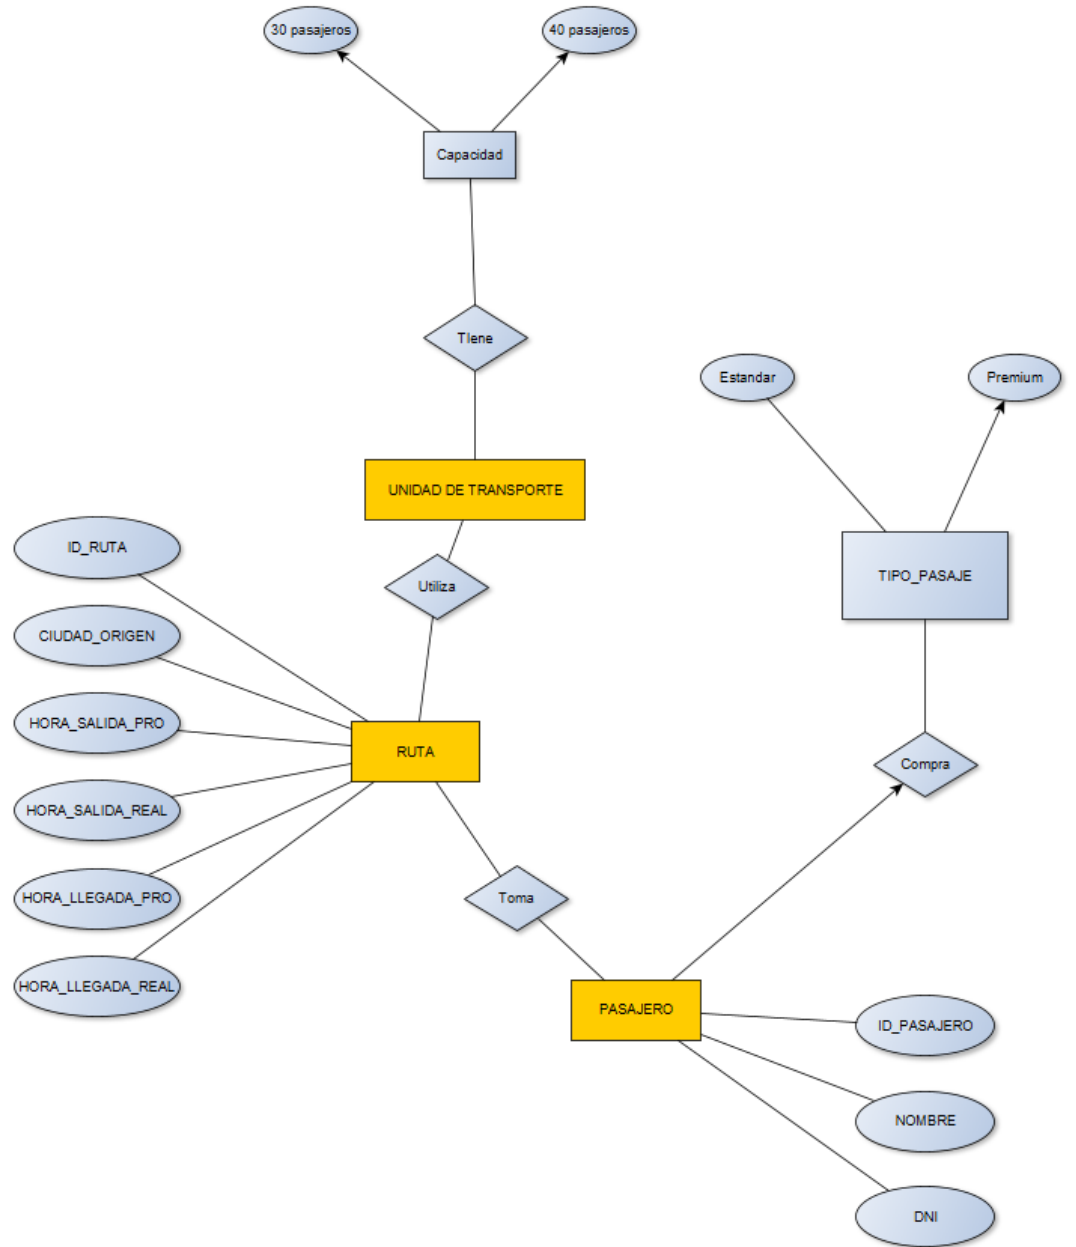 30 pasajeros
40 pasajeros
Capacidad
TIene
Estandar
Premium
UNIDAD DE TRANSPORTE
ID_RUTA
TIPO_PASAJE
Utiliza
CIUDAD_ORIGEN
HORA_SALIDA_PRO
RUTA
Compra
HORA_SALIDA_REAL
HORA_LLEGADA_PRO
Toma
HORA_LLEGADA_REAL
PASAJERO
ID_PASAJERO
NOMBRE
DNI